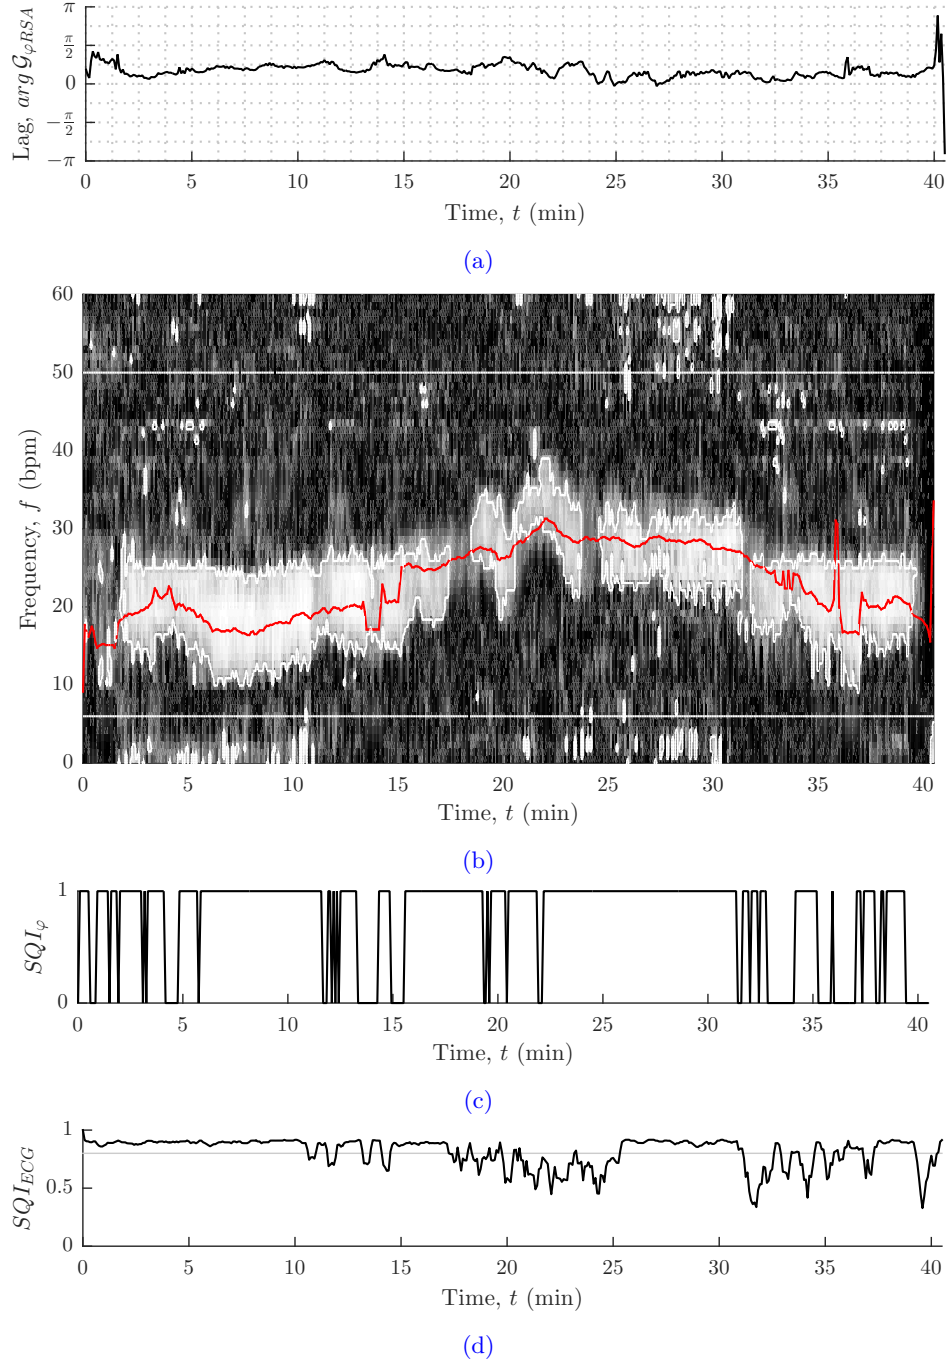 π
π/2
0
−π/2
−π
Lag, arg 𝒢φRSA
0 5 10 15 20 25 30 35 40
Time, t (min)
(a)
60
50
40
30
20
10
0
Frequency, f (bpm)
0 5 10 15 20 25 30 35 40
Time, t (min)
(b)
1
0
SQIφ
0 5 10 15 20 25 30 35 40
Time, t (min)
(c)
1
0.5
0
SQIECG
0 5 10 15 20 25 30 35 40
Time, t (min)
(d)